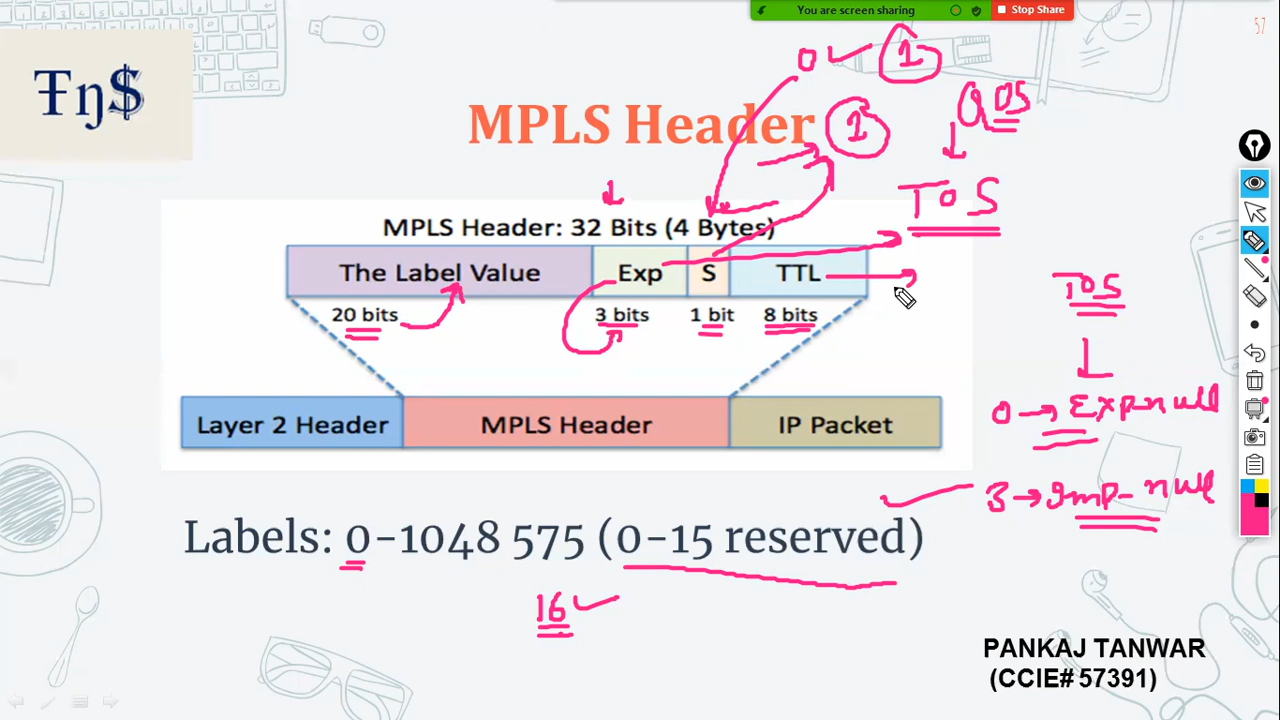 You are screen sharing
Stop Share
57
Ŧŋ$
0
1
QOS
MPLS Header
1
TOS
MPLS Header: 32 Bits (4 Bytes)
The Label Value Exp S TTL
TOS
20 bits 3 bits 1 bit 8 bits
0 → Exp null
Layer 2 Header MPLS Header IP Packet
3 → Imp- null
Labels: 0-1048 575 (0-15 reserved)
16
PANKAJ TANWAR
(CCIE# 57391)